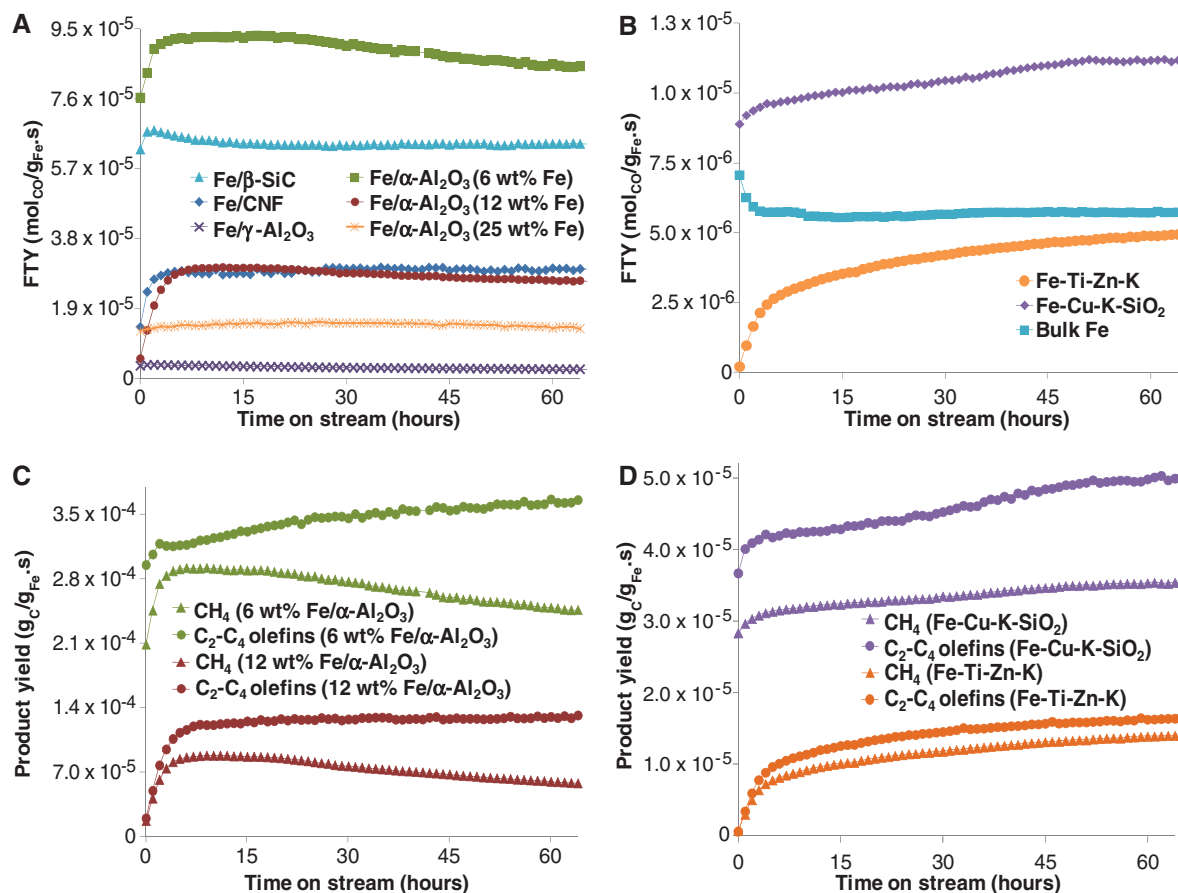 A
FTY (mol_CO/g_Fe.s)
9.5 x 10⁻⁵
7.6 x 10⁻⁵
5.7 x 10⁻⁵
3.8 x 10⁻⁵
1.9 x 10⁻⁵
0
Fe/β-SiC
Fe/CNF
Fe/γ-Al₂O₃
Fe/α-Al₂O₃ (6 wt% Fe)
Fe/α-Al₂O₃ (12 wt% Fe)
Fe/α-Al₂O₃ (25 wt% Fe)
0 15 30 45 60
Time on stream (hours)
B
FTY (mol_CO/g_Fe.s)
1.3 x 10⁻⁵
1.0 x 10⁻⁵
7.5 x 10⁻⁶
5.0 x 10⁻⁶
2.5 x 10⁻⁶
0
Fe-Ti-Zn-K
Fe-Cu-K-SiO₂
Bulk Fe
0 15 30 45 60
Time on stream (hours)
C
Product yield (g_C/g_Fe.s)
3.5 x 10⁻⁴
2.8 x 10⁻⁴
2.1 x 10⁻⁴
1.4 x 10⁻⁴
7.0 x 10⁻⁵
0
CH₄ (6 wt% Fe/α-Al₂O₃)
C₂-C₄ olefins (6 wt% Fe/α-Al₂O₃)
CH₄ (12 wt% Fe/α-Al₂O₃)
C₂-C₄ olefins (12 wt% Fe/α-Al₂O₃)
0 15 30 45 60
Time on stream (hours)
D
Product yield (g_C/g_Fe.s)
5.0 x 10⁻⁵
4.0 x 10⁻⁵
3.0 x 10⁻⁵
2.0 x 10⁻⁵
1.0 x 10⁻⁵
0
CH₄ (Fe-Cu-K-SiO₂)
C₂-C₄ olefins (Fe-Cu-K-SiO₂)
CH₄ (Fe-Ti-Zn-K)
C₂-C₄ olefins (Fe-Ti-Zn-K)
0 15 30 45 60
Time on stream (hours)